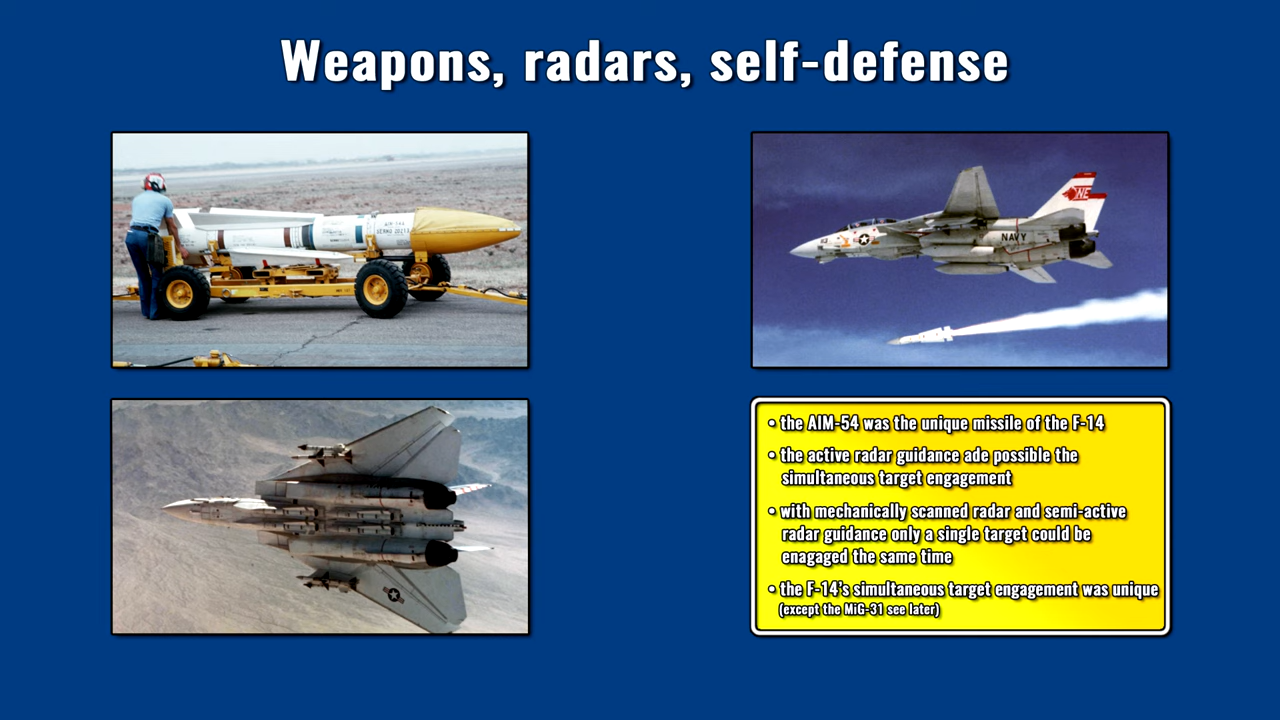 Weapons, radars, self-defense
NE
NAVY
• the AIM-54 was the unique missile of the F-14
• the active radar guidance ade possible the
simultaneous target engagement
• with mechanically scanned radar and semi-active
radar guidance only a single target could be
enagaged the same time
• the F-14's simultaneous target engagement was unique
(except the MiG-31 see later)